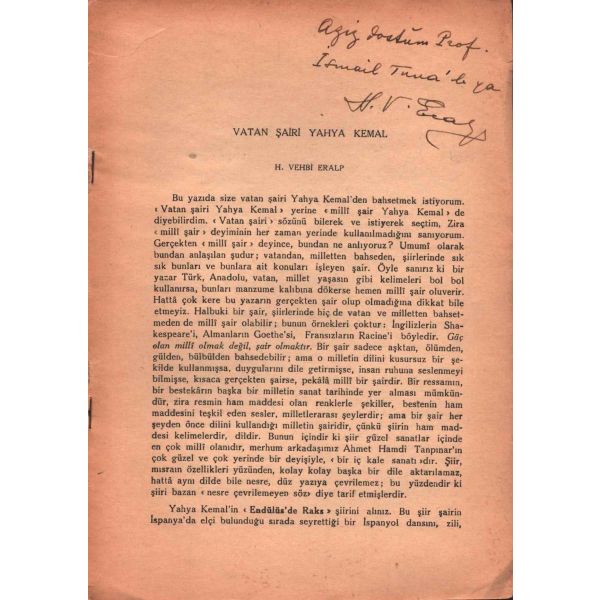 Aziz dostum Prof.
İsmail Tuna'lı ya
H. V. Eralp
VATAN ŞAİRİ YAHYA KEMAL
H. VEHBİ ERALP
Bu yazıda size vatan şairi Yahya Kemal'den bahsetmek istiyorum.
‹ Vatan şairi Yahya Kemal › yerine ‹ millî şair Yahya Kemal › de
diyebilirdim. ‹ Vatan şairi › sözünü bilerek ve istiyerek seçtim, Zira
‹ millî şair › deyiminin her zaman yerinde kullanılmadığını sanıyorum.
Gerçekten ‹ millî şair › deyince, bundan ne anlıyoruz? Umumî olarak
bundan anlaşılan şudur; vatandan, milletten bahseden, şiirlerinde sık
sık bunları ve bunlara ait konuları işleyen şair. Öyle sanırız ki bir
yazar Türk, Anadolu, vatan, millet yaşasın gibi kelimeleri bol bol
kullanırsa, bunları manzume kalıbına dökerse hemen millî şair oluverir.
Hattâ çok kere bu yazarın gerçekten şair olup olmadığına dikkat bile
etmeyiz. Halbuki bir şair, şiirlerinde hiç de vatan ve milletten bahset-
meden de millî şair olabilir; bunun örnekleri çoktur: İngilizlerin Sha-
kespeare'i, Almanların Goethe'si, Fransızların Racine'i böyledir. Güç
olan millî olmak değil, şair olmaktır. Bir şair sadece aşktan, ölümden,
gülden, bülbülden bahsedebilir; ama o milletin dilini kusursuz bir şe-
kilde kullanmışsa, duygularını dile getirmişse, insan ruhuna seslenmeyi
bilmişse, kısaca gerçekten şairse, pekâlâ millî bir şairdir. Bir ressamın,
bir bestekârın başka bir milletin sanat tarihinde yer alması mümkün-
dür, zira resmin ham maddesi olan renklerle şekiller, bestenin ham
maddesini teşkil eden sesler, milletlerarası şeylerdir; ama bir şair her
şeyden önce dilini kullandığı milletin şairidir, çünkü şiirin ham mad-
desi kelimelerdir, dildir. Bunun içindir ki şiir güzel sanatlar içinde
en çok millî olanıdır, merhum arkadaşımız Ahmet Hamdi Tanpınar'ın
çok güzel ve çok yerinde bir deyişiyle, ‹ bir iç kale sanatı ›dır. Şiir,
mısraın özellikleri yüzünden, kolay kolay başka bir dile aktarılamaz,
hattâ aynı dilde bile nesre, düz yazıya çevrilemez; bu yüzdendir ki
şiiri bazan ‹ nesre çevrilemeyen söz› diye tarif etmişlerdir.
Yahya Kemal'in ‹ Endülüs'de Raks › şiirini alınız. Bu şiir şairin
İspanya'da elçi bulunduğu sırada seyrettiği bir İspanyol dansını, zili,